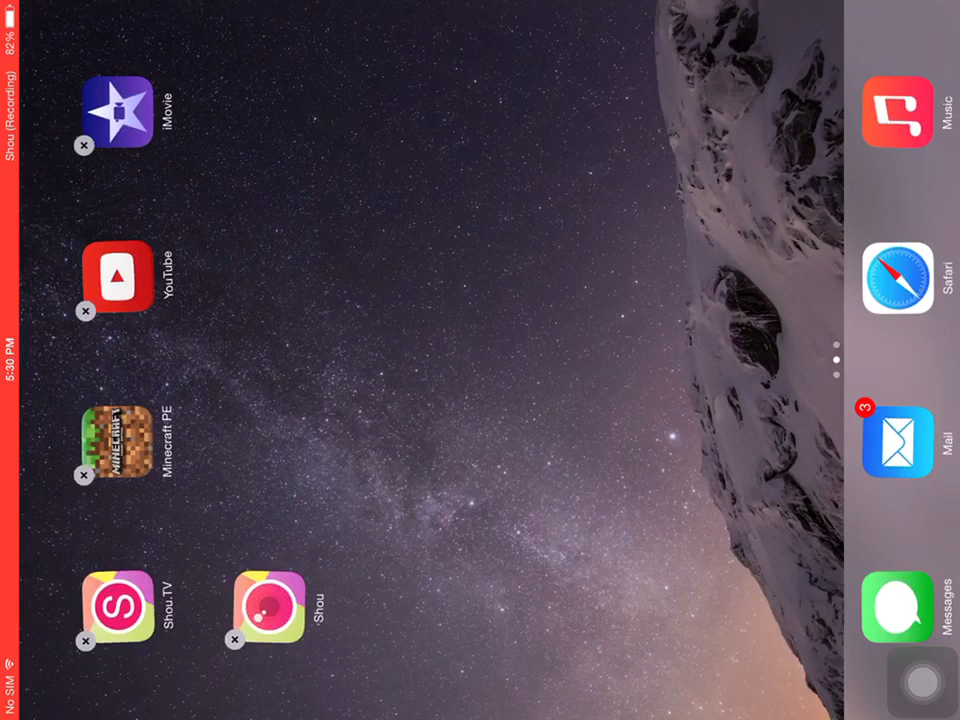 No SIM 5:30 PM Shou (Recording) 82%
Shou.TV Minecraft PE YouTube iMovie
MINECRAFT
Shou
3
Messages Mail Safari Music